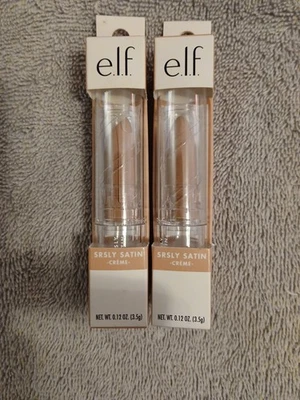 e.l.f.
SRSLY SATIN
-CREME-
NET. WT. 0.12 OZ. (3.5g)
e.l.f.
SRSLY SATIN
-CREME-
NET. WT. 0.12 OZ. (3.5g)